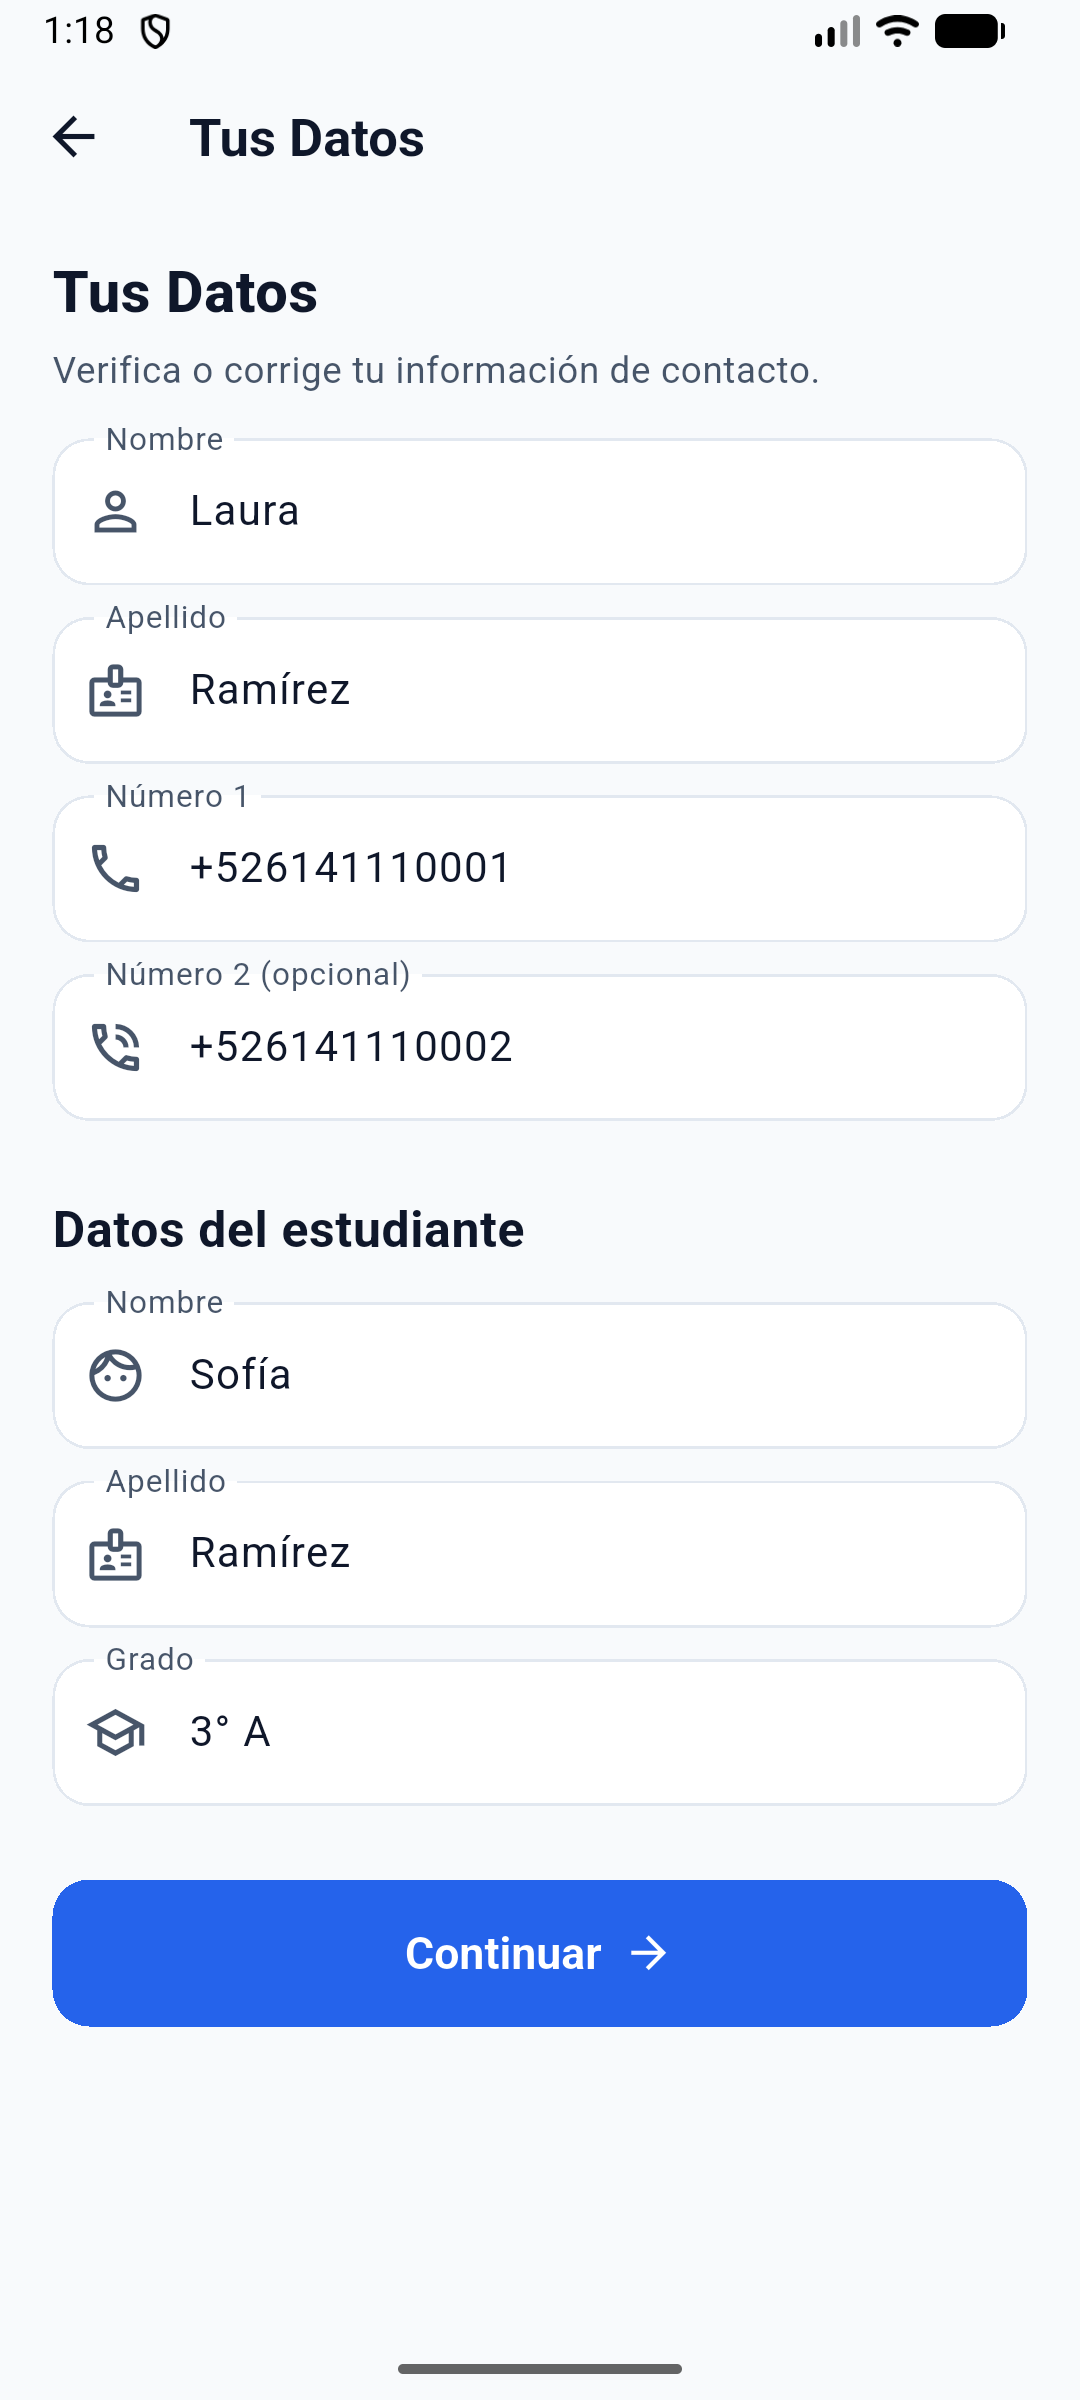 1:18
Tus Datos
Tus Datos
Verifica o corrige tu información de contacto.
Nombre
Laura
Apellido
Ramírez
Número 1
+526141110001
Número 2 (opcional)
+526141110002
Datos del estudiante
Nombre
Sofía
Apellido
Ramírez
Grado
3° A
Continuar